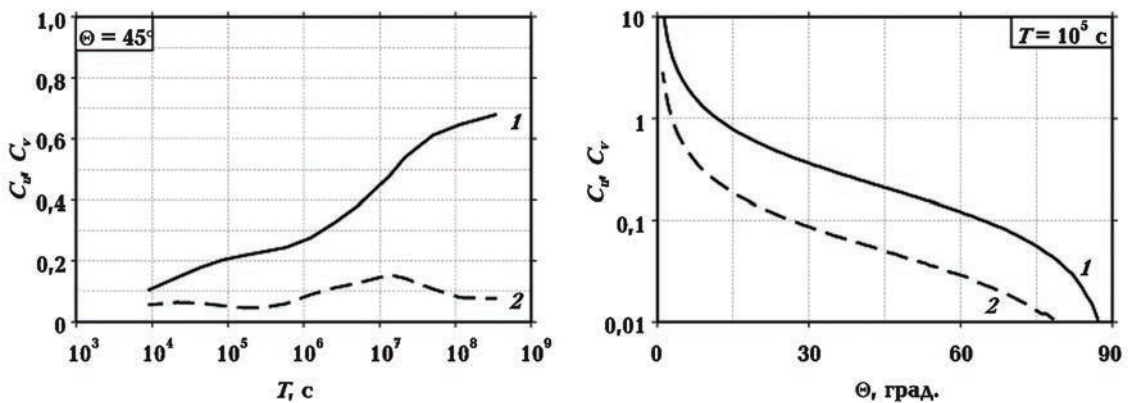 Θ = 45°
C_u, C_v
1,0
0,8
0,6
0,4
0,2
0
1
2
10³ 10⁴ 10⁵ 10⁶ 10⁷ 10⁸ 10⁹
T, с
T = 10⁵ с
C_u, C_v
10
1
0,1
0,01
1
2
0 30 60 90
Θ, град.